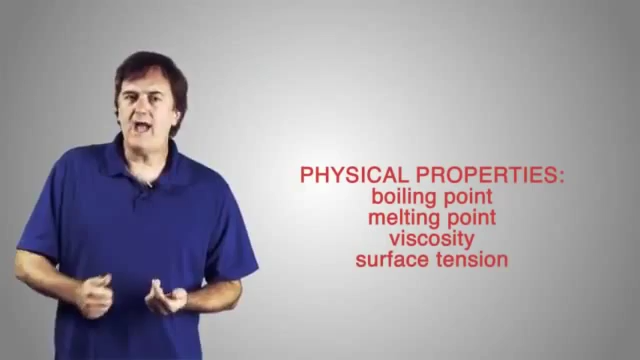 PHYSICAL PROPERTIES:
boiling point
melting point
viscosity
surface tension